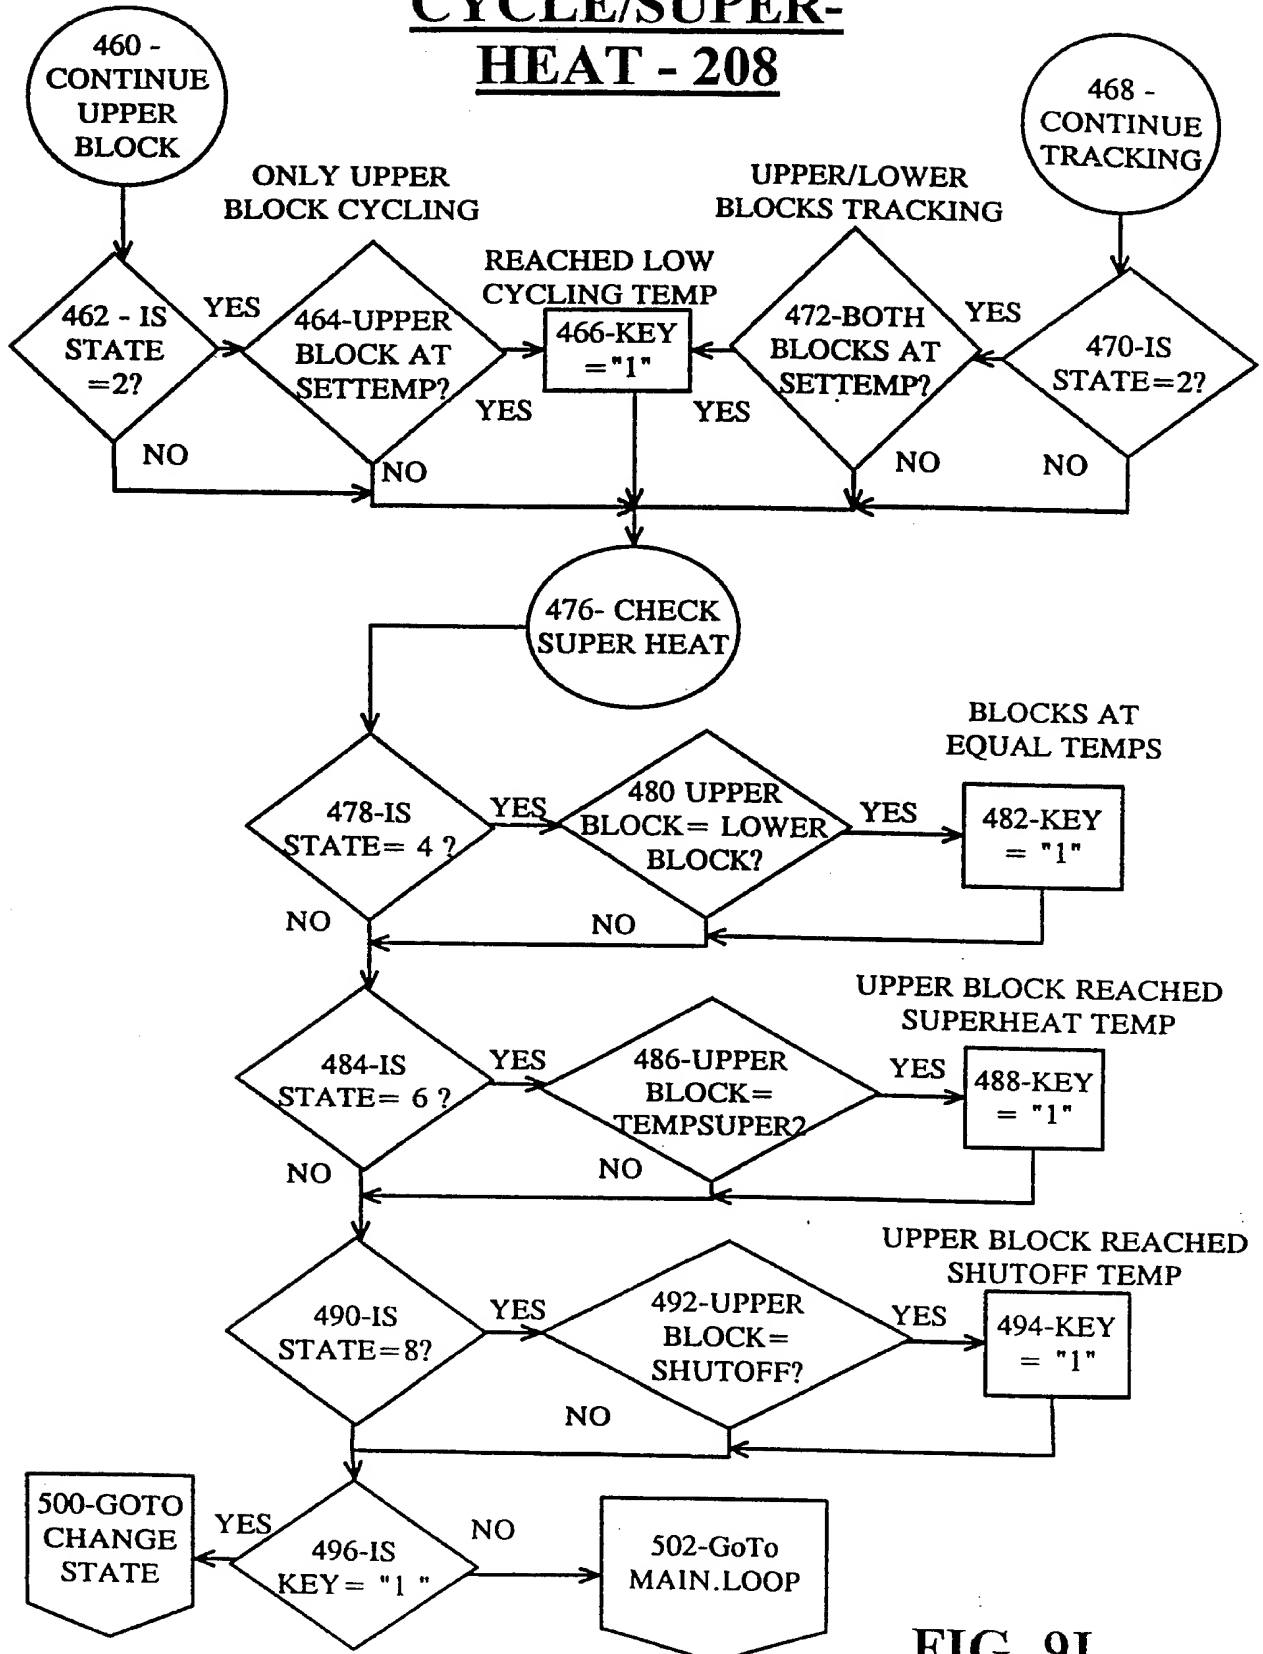 CYCLE/SUPER-
HEAT - 208
460 -
CONTINUE
UPPER
BLOCK
468 -
CONTINUE
TRACKING
ONLY UPPER
BLOCK CYCLING
UPPER/LOWER
BLOCKS TRACKING
REACHED LOW
CYCLING TEMP
462 - IS
STATE
=2?
YES
464-UPPER
BLOCK AT
SETTEMP?
YES
466-KEY
="1"
YES
472-BOTH
BLOCKS AT
SETTEMP?
YES
470-IS
STATE=2?
NO
NO
NO
NO
476- CHECK
SUPER HEAT
BLOCKS AT
EQUAL TEMPS
478-IS
STATE= 4 ?
YES
480 UPPER
BLOCK= LOWER
BLOCK?
YES
482-KEY
= "1"
NO
NO
UPPER BLOCK REACHED
SUPERHEAT TEMP
484-IS
STATE= 6 ?
YES
486-UPPER
BLOCK=
TEMPSUPER2
YES
488-KEY
= "1"
NO
NO
UPPER BLOCK REACHED
SHUTOFF TEMP
490-IS
STATE=8?
YES
492-UPPER
BLOCK=
SHUTOFF?
YES
494-KEY
= "1"
NO
500-GOTO
CHANGE
STATE
YES
496-IS
KEY= "1 "
NO
502-GoTo
MAIN.LOOP
FIG.